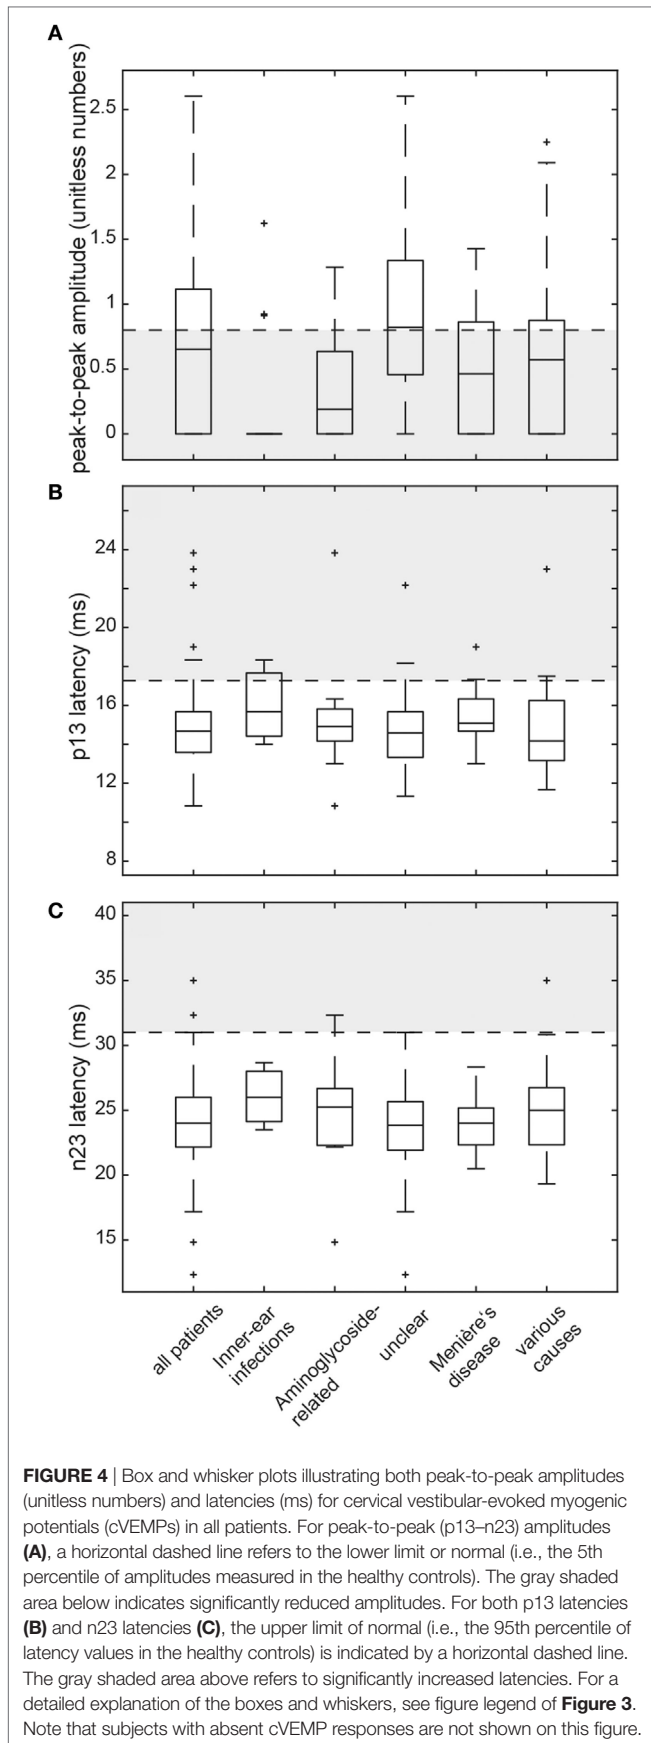 A
peak-to-peak amplitude (unitless numbers)
2.5
2
1.5
1
0.5
0
B
p13 latency (ms)
24
20
16
12
8
C
n23 latency (ms)
40
35
30
25
20
15
all patients
Inner-ear
infections
Aminoglycoside-
related
unclear
Menière's
disease
various
causes
FIGURE 4 | Box and whisker plots illustrating both peak-to-peak amplitudes
(unitless numbers) and latencies (ms) for cervical vestibular-evoked myogenic
potentials (cVEMPs) in all patients. For peak-to-peak (p13–n23) amplitudes
(A), a horizontal dashed line refers to the lower limit or normal (i.e., the 5th
percentile of amplitudes measured in the healthy controls). The gray shaded
area below indicates significantly reduced amplitudes. For both p13 latencies
(B) and n23 latencies (C), the upper limit of normal (i.e., the 95th percentile of
latency values in the healthy controls) is indicated by a horizontal dashed line.
The gray shaded area above refers to significantly increased latencies. For a
detailed explanation of the boxes and whiskers, see figure legend of Figure 3.
Note that subjects with absent cVEMP responses are not shown on this figure.